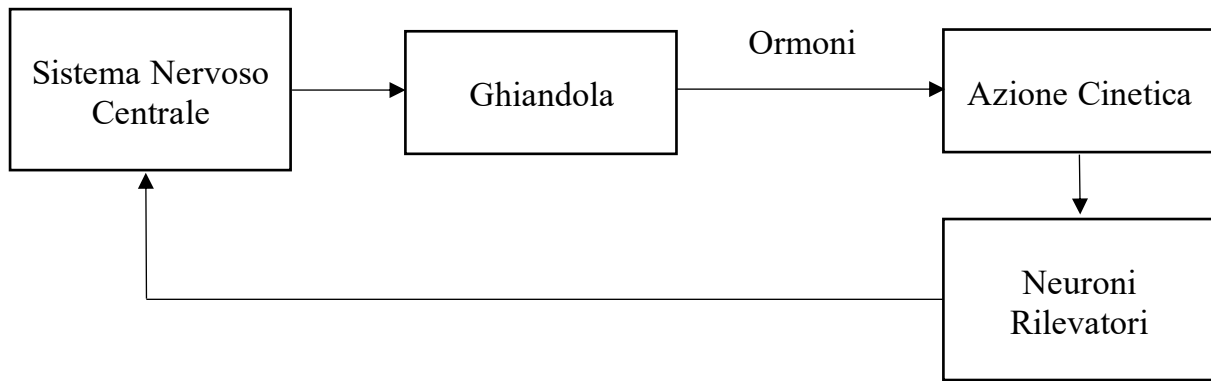 Sistema Nervoso
Centrale
Ghiandola
Ormoni
Azione Cinetica
Neuroni
Rilevatori